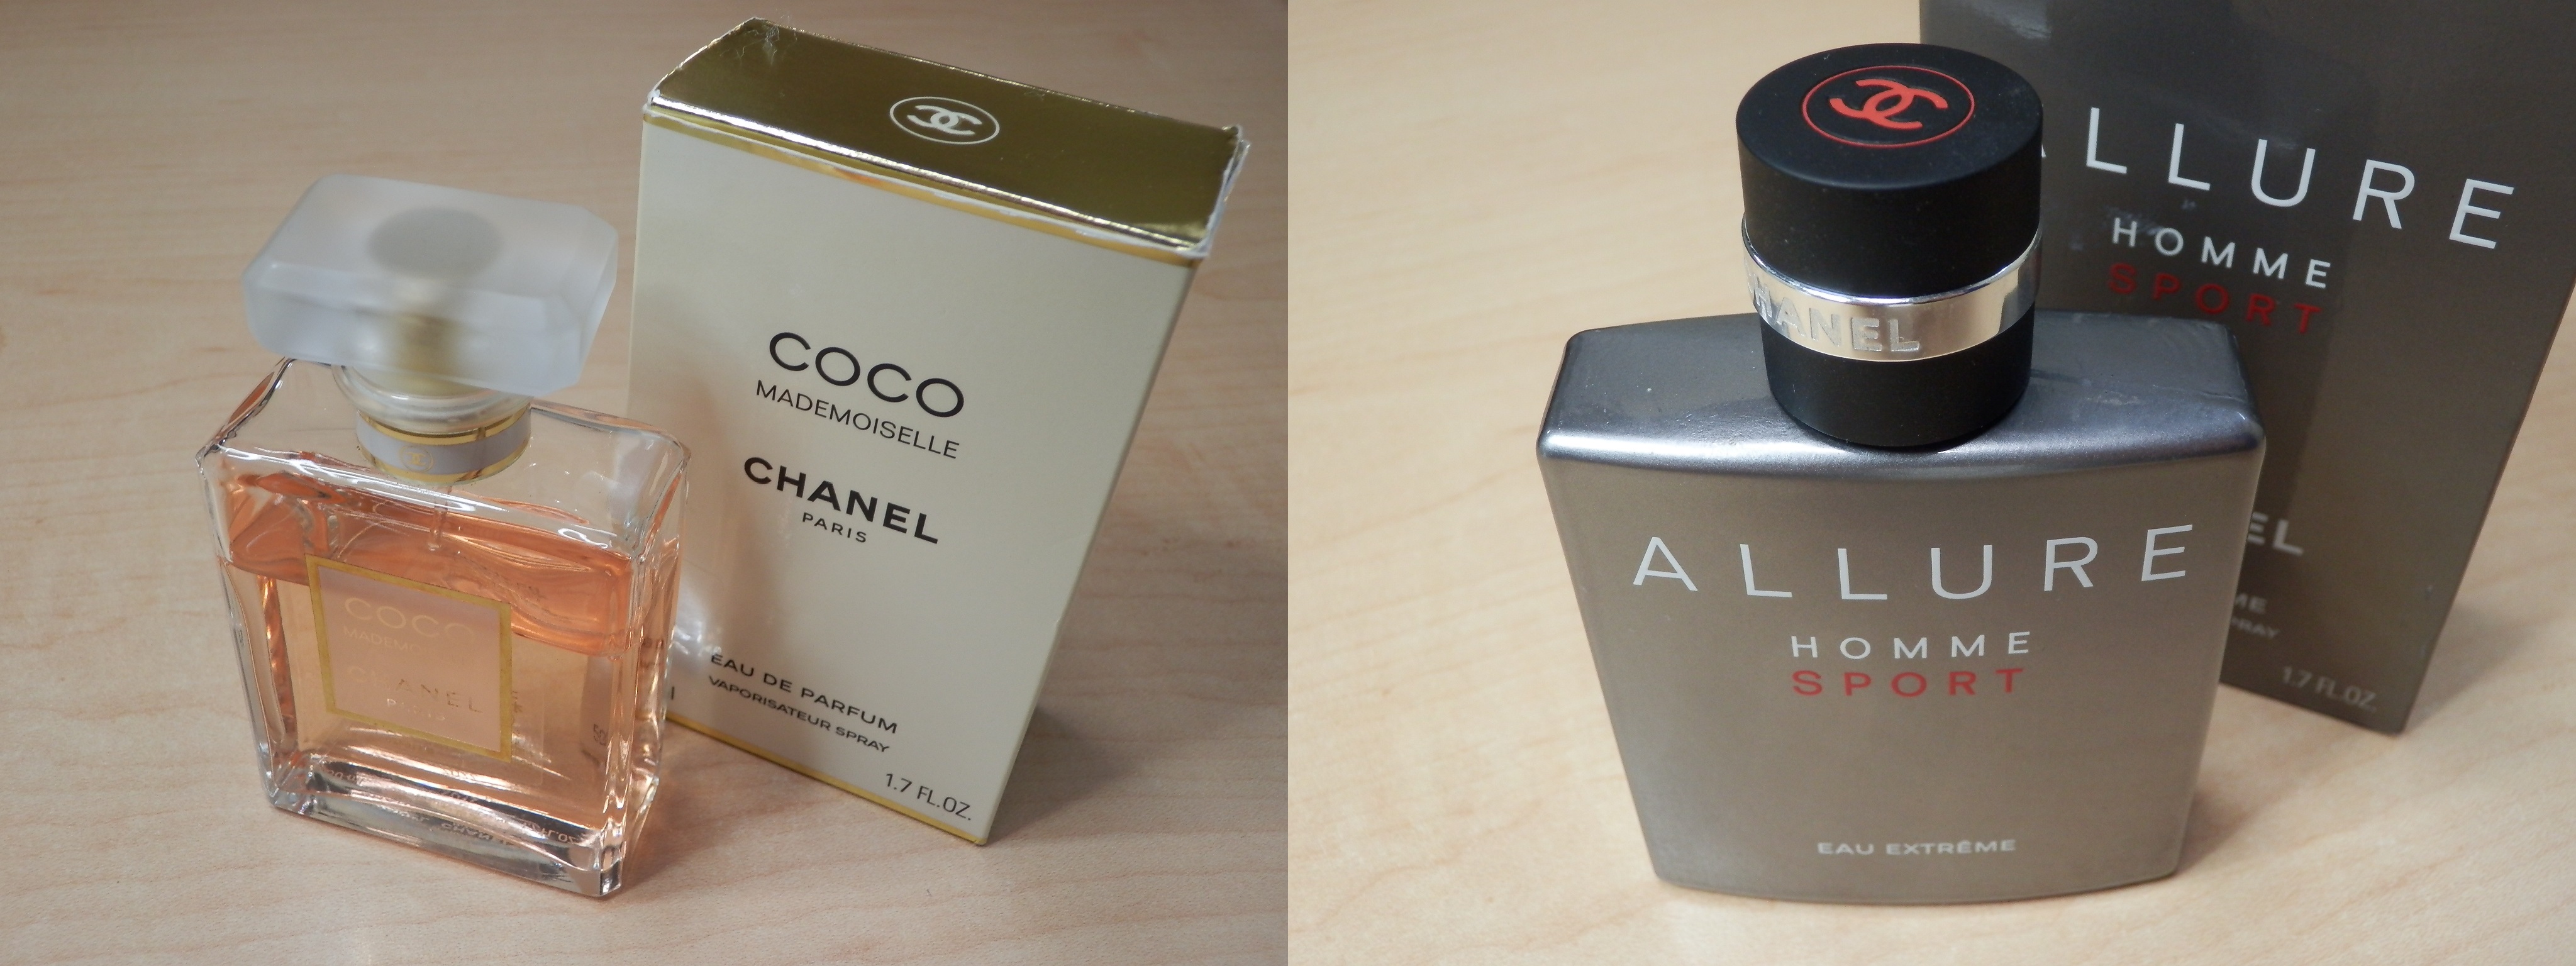 COCO
MADEMOISELLE
CHANEL
PARIS
EAU DE PARFUM
VAPORISATEUR SPRAY
1.7 FL.OZ.
COCO
CHANEL
PARIS
CHANEL
ALLURE
HOMME
SPORT
EAU EXTRÊME
ALLURE
HOMME
SPORT
1.7 FL.OZ.